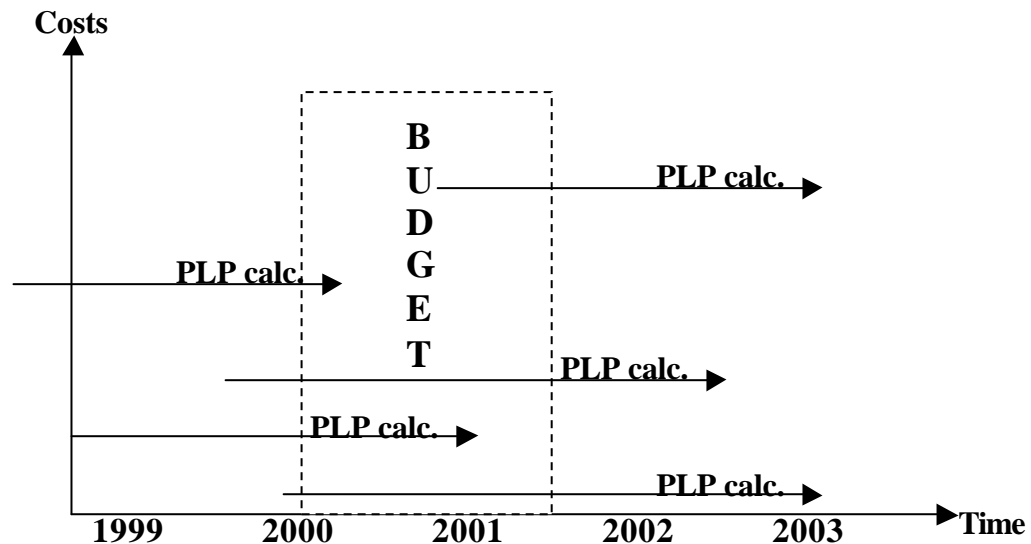 Costs
B
U
D
G
E
T
PLP calc.
PLP calc.
PLP calc.
PLP calc.
PLP calc.
1999 2000 2001 2002 2003 Time